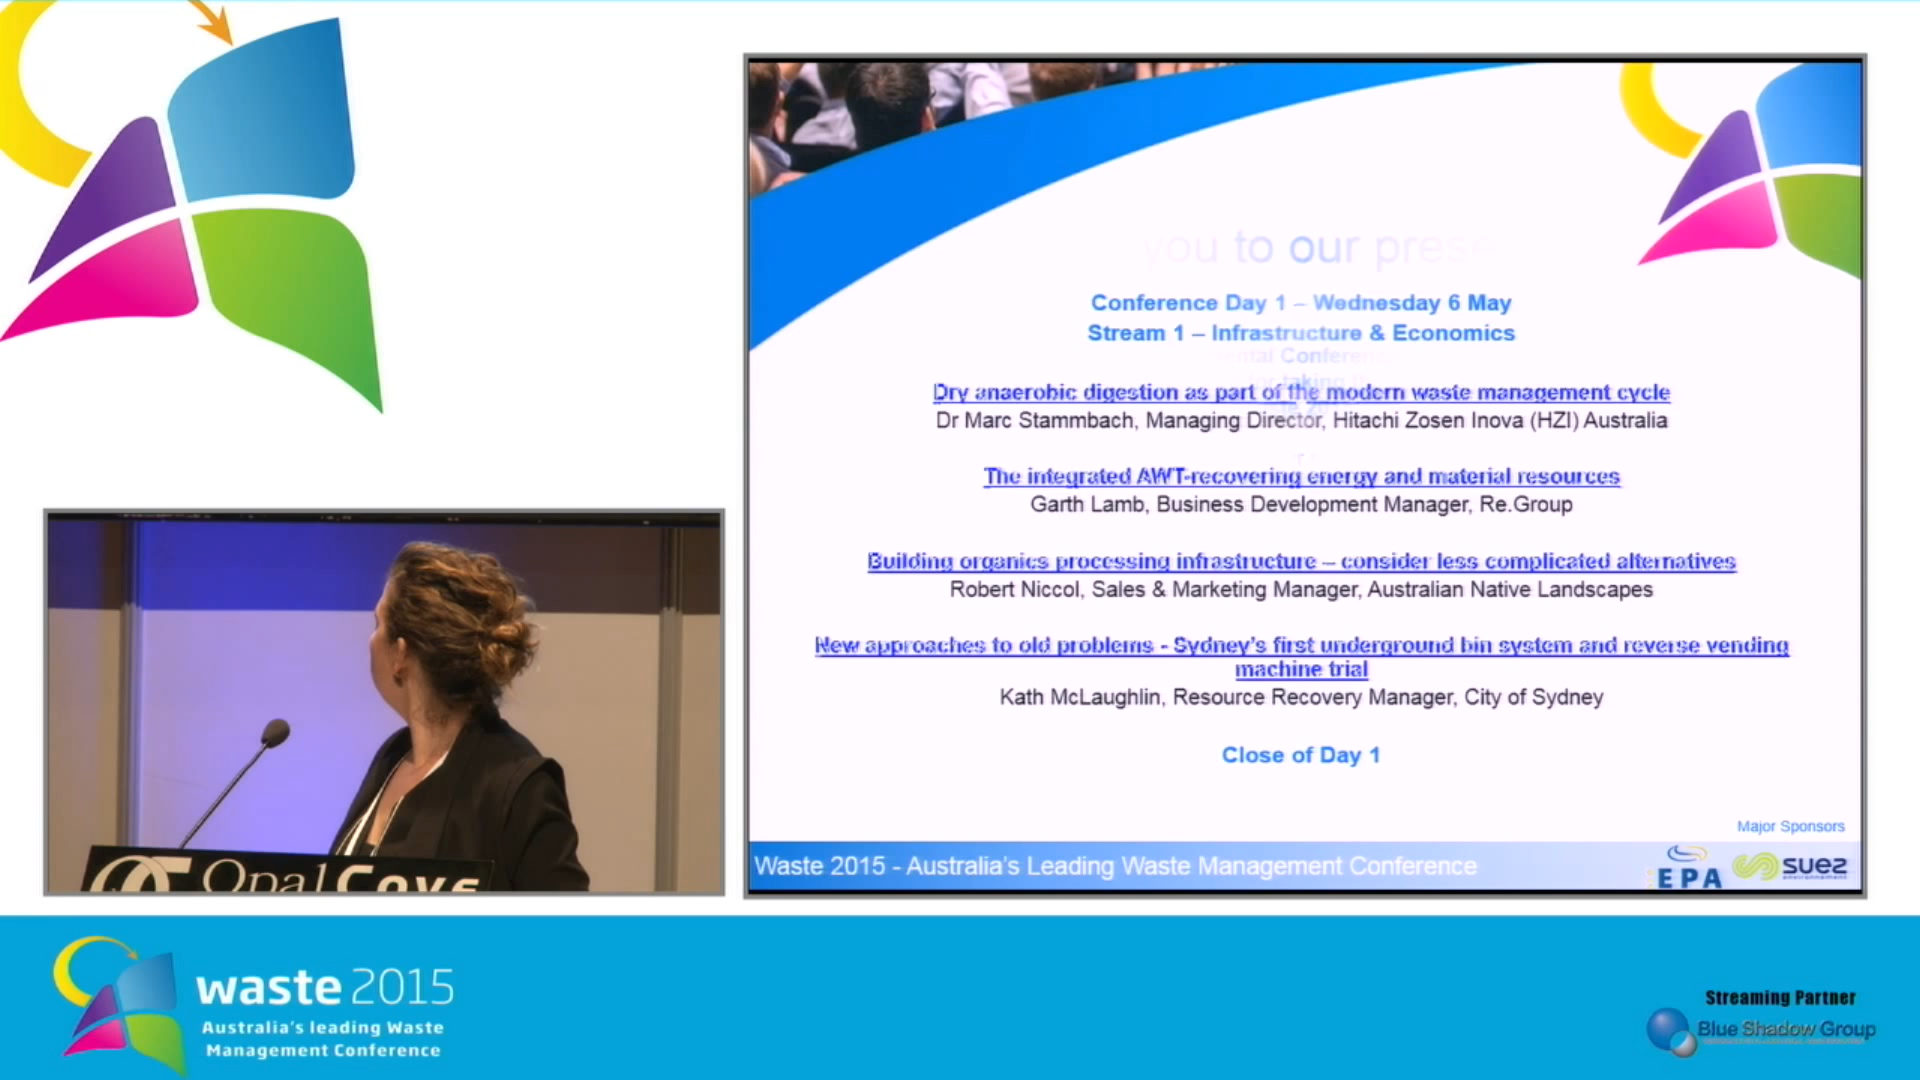 you to our prese
Conference Day 1 – Wednesday 6 May
Stream 1 – Infrastructure & Economics
Dry anaerobic digestion as part of the modern waste management cycle
Dr Marc Stammbach, Managing Director, Hitachi Zosen Inova (HZI) Australia
The integrated AWT-recovering energy and material resources
Garth Lamb, Business Development Manager, Re.Group
Building organics processing infrastructure – consider less complicated alternatives
Robert Niccol, Sales & Marketing Manager, Australian Native Landscapes
New approaches to old problems - Sydney's first underground bin system and reverse vending
machine trial
Kath McLaughlin, Resource Recovery Manager, City of Sydney
Close of Day 1
Major Sponsors
Waste 2015 - Australia's Leading Waste Management Conference
EPA
suez
Opal Cove
waste 2015
Australia's leading Waste
Management Conference
Streaming Partner
Blue Shadow Group